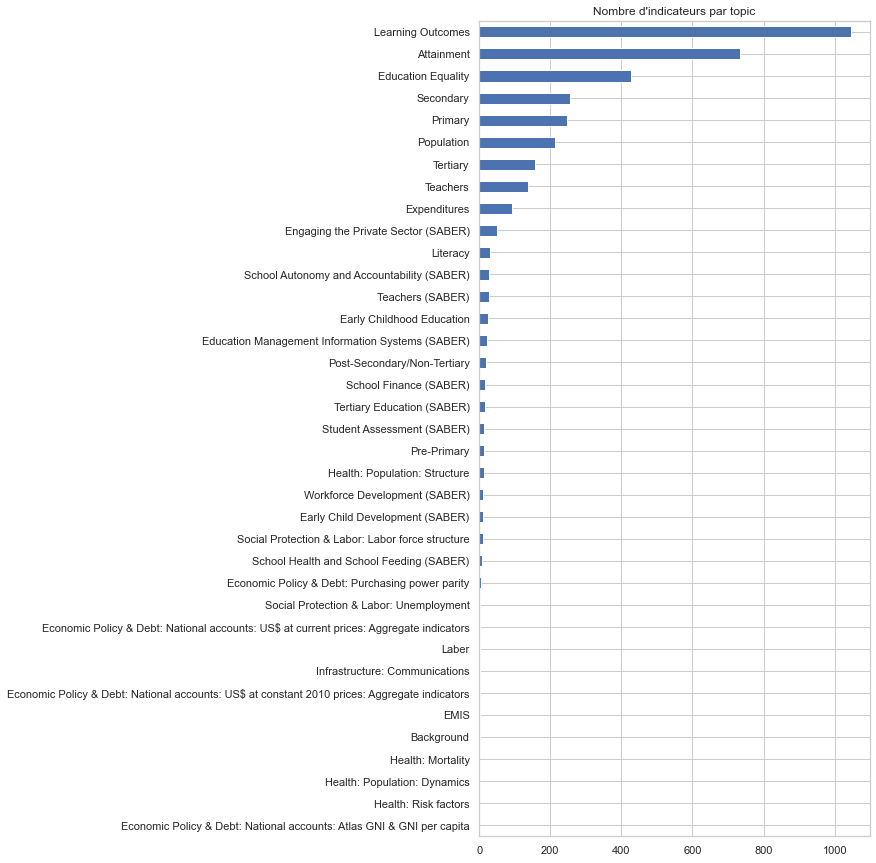 Nombre d'indicateurs par topic
Learning Outcomes
Attainment
Education Equality
Secondary
Primary
Population
Tertiary
Teachers
Expenditures
Engaging the Private Sector (SABER)
Literacy
School Autonomy and Accountability (SABER)
Teachers (SABER)
Early Childhood Education
Education Management Information Systems (SABER)
Post-Secondary/Non-Tertiary
School Finance (SABER)
Tertiary Education (SABER)
Student Assessment (SABER)
Pre-Primary
Health: Population: Structure
Workforce Development (SABER)
Early Child Development (SABER)
Social Protection & Labor: Labor force structure
School Health and School Feeding (SABER)
Economic Policy & Debt: Purchasing power parity
Social Protection & Labor: Unemployment
Economic Policy & Debt: National accounts: US$ at current prices: Aggregate indicators
Laber
Infrastructure: Communications
Economic Policy & Debt: National accounts: US$ at constant 2010 prices: Aggregate indicators
EMIS
Background
Health: Mortality
Health: Population: Dynamics
Health: Risk factors
Economic Policy & Debt: National accounts: Atlas GNI & GNI per capita
0 200 400 600 800 1000